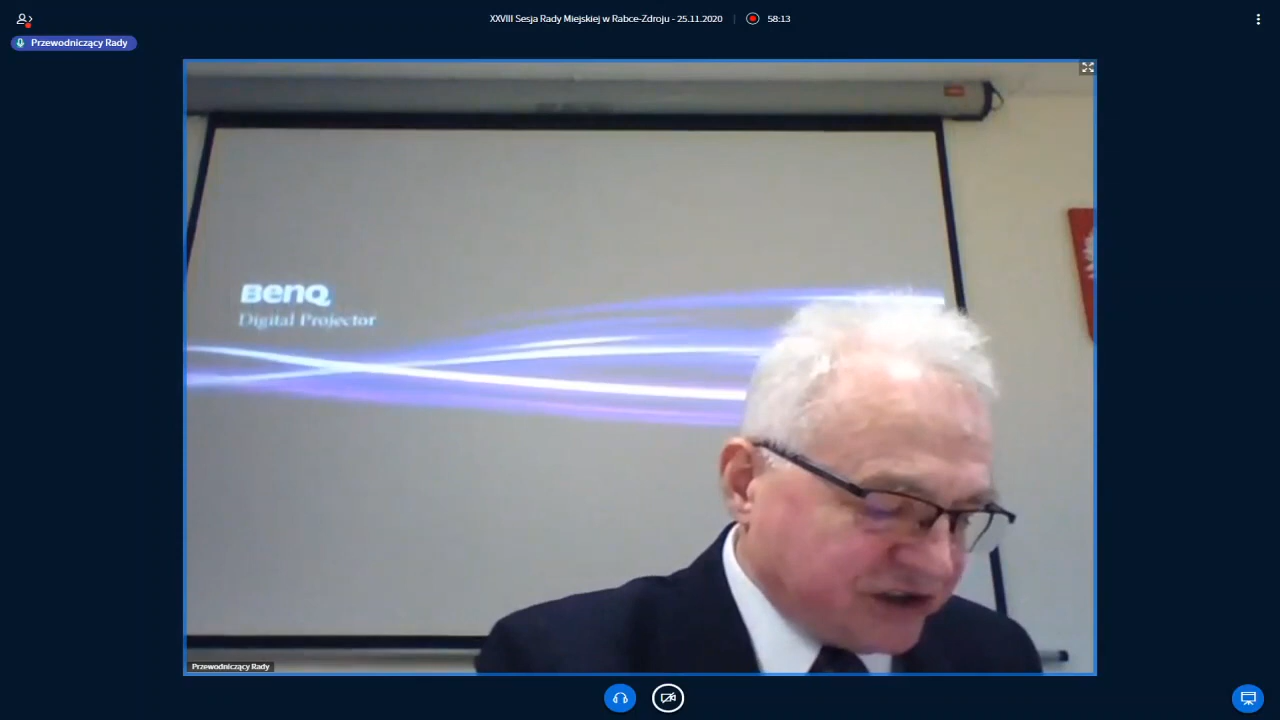 XXVIII Sesja Rady Miejskiej w Rabce-Zdroju - 25.11.2020
58:13
Przewodniczący Rady
BenQ
Digital Projector
Przewodniczący Rady